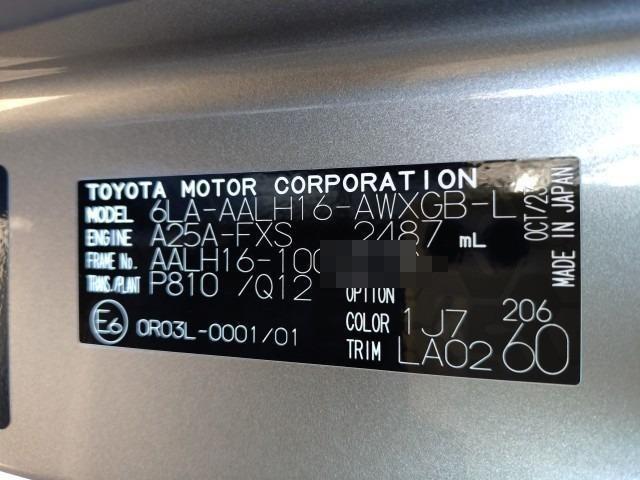 TOYOTA MOTOR CORPORATION
MODEL 6LA-AALH16-AWXGB-L
ENGINE A25A-FXS 2487 mL
FRAME No. AALH16-100
TRANS./PLANT P810 /Q12
OPTION
E6 0R03L-0001/01
COLOR 1J7 206
TRIM LA02 60
OCT/23
MADE IN JAPAN